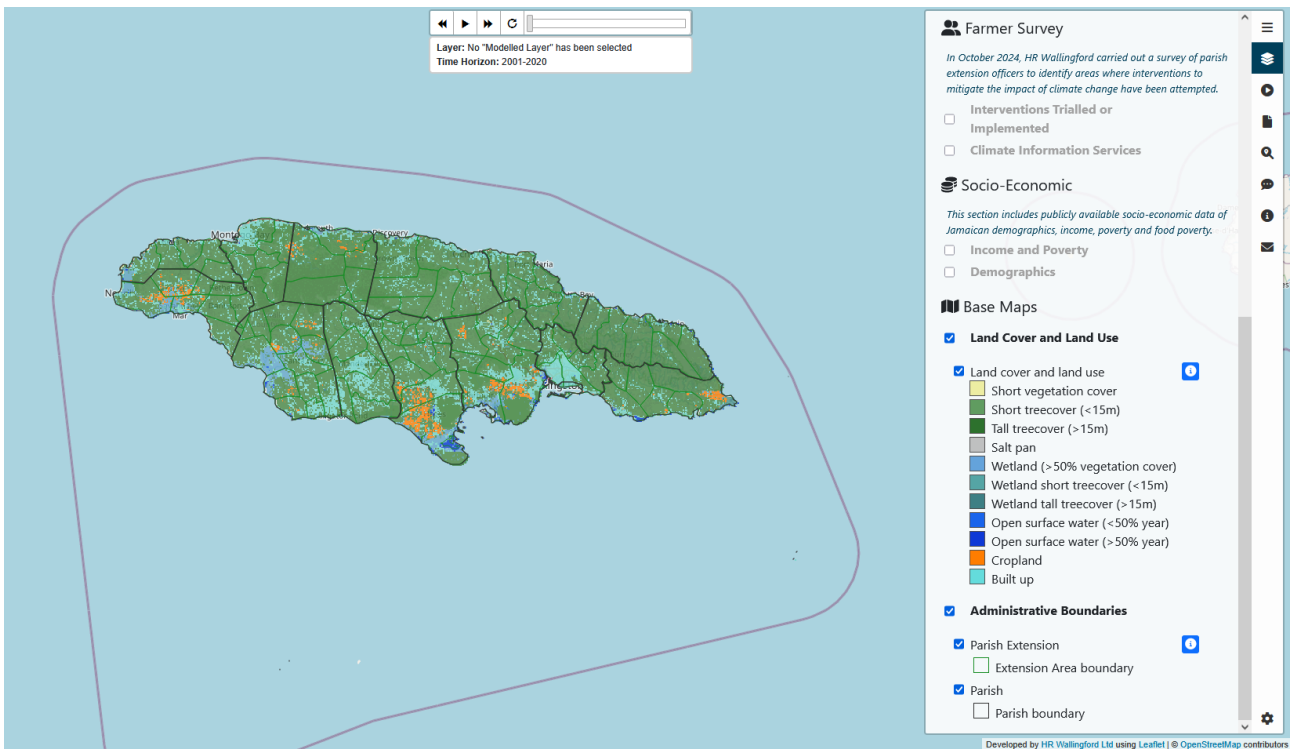 Layer: No "Modelled Layer" has been selected
Time Horizon: 2001-2020
Farmer Survey
In October 2024, HR Wallingford carried out a survey of parish
extension officers to identify areas where interventions to
mitigate the impact of climate change have been attempted.
Interventions Trialled or
Implemented
Climate Information Services
Socio-Economic
This section includes publicly available socio-economic data of
Jamaican demographics, income, poverty and food poverty.
Income and Poverty
Demographics
Base Maps
Land Cover and Land Use
Land cover and land use
Short vegetation cover
Short treecover (<15m)
Tall treecover (>15m)
Salt pan
Wetland (>50% vegetation cover)
Wetland short treecover (<15m)
Wetland tall treecover (>15m)
Open surface water (<50% year)
Open surface water (>50% year)
Cropland
Built up
Administrative Boundaries
Parish Extension
Extension Area boundary
Parish
Parish boundary
Developed by HR Wallingford Ltd using Leaflet | © OpenStreetMap contributors